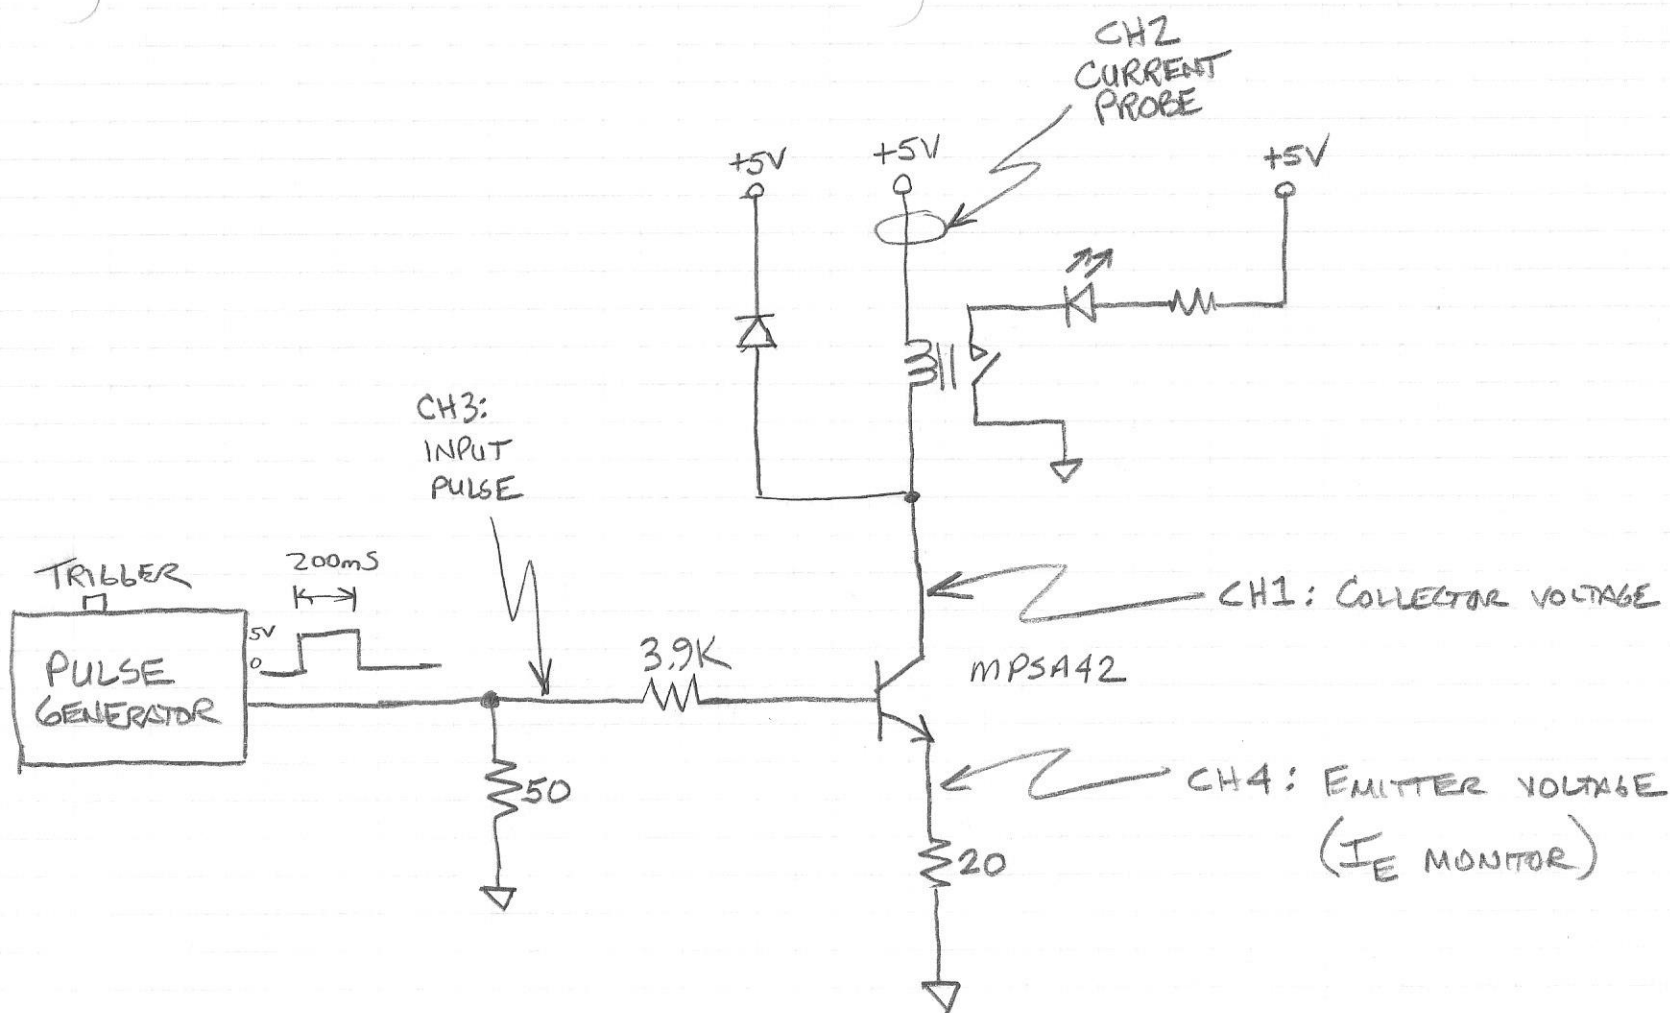 CH2
CURRENT
PROBE
+5V
+5V
+5V
CH3:
INPUT
PULSE
TRIGGER
200mS
5V
0
PULSE
GENERATOR
3.9K
50
MPSA42
20
CH1: COLLECTOR VOLTAGE
CH4: EMITTER VOLTAGE
(IE MONITOR)